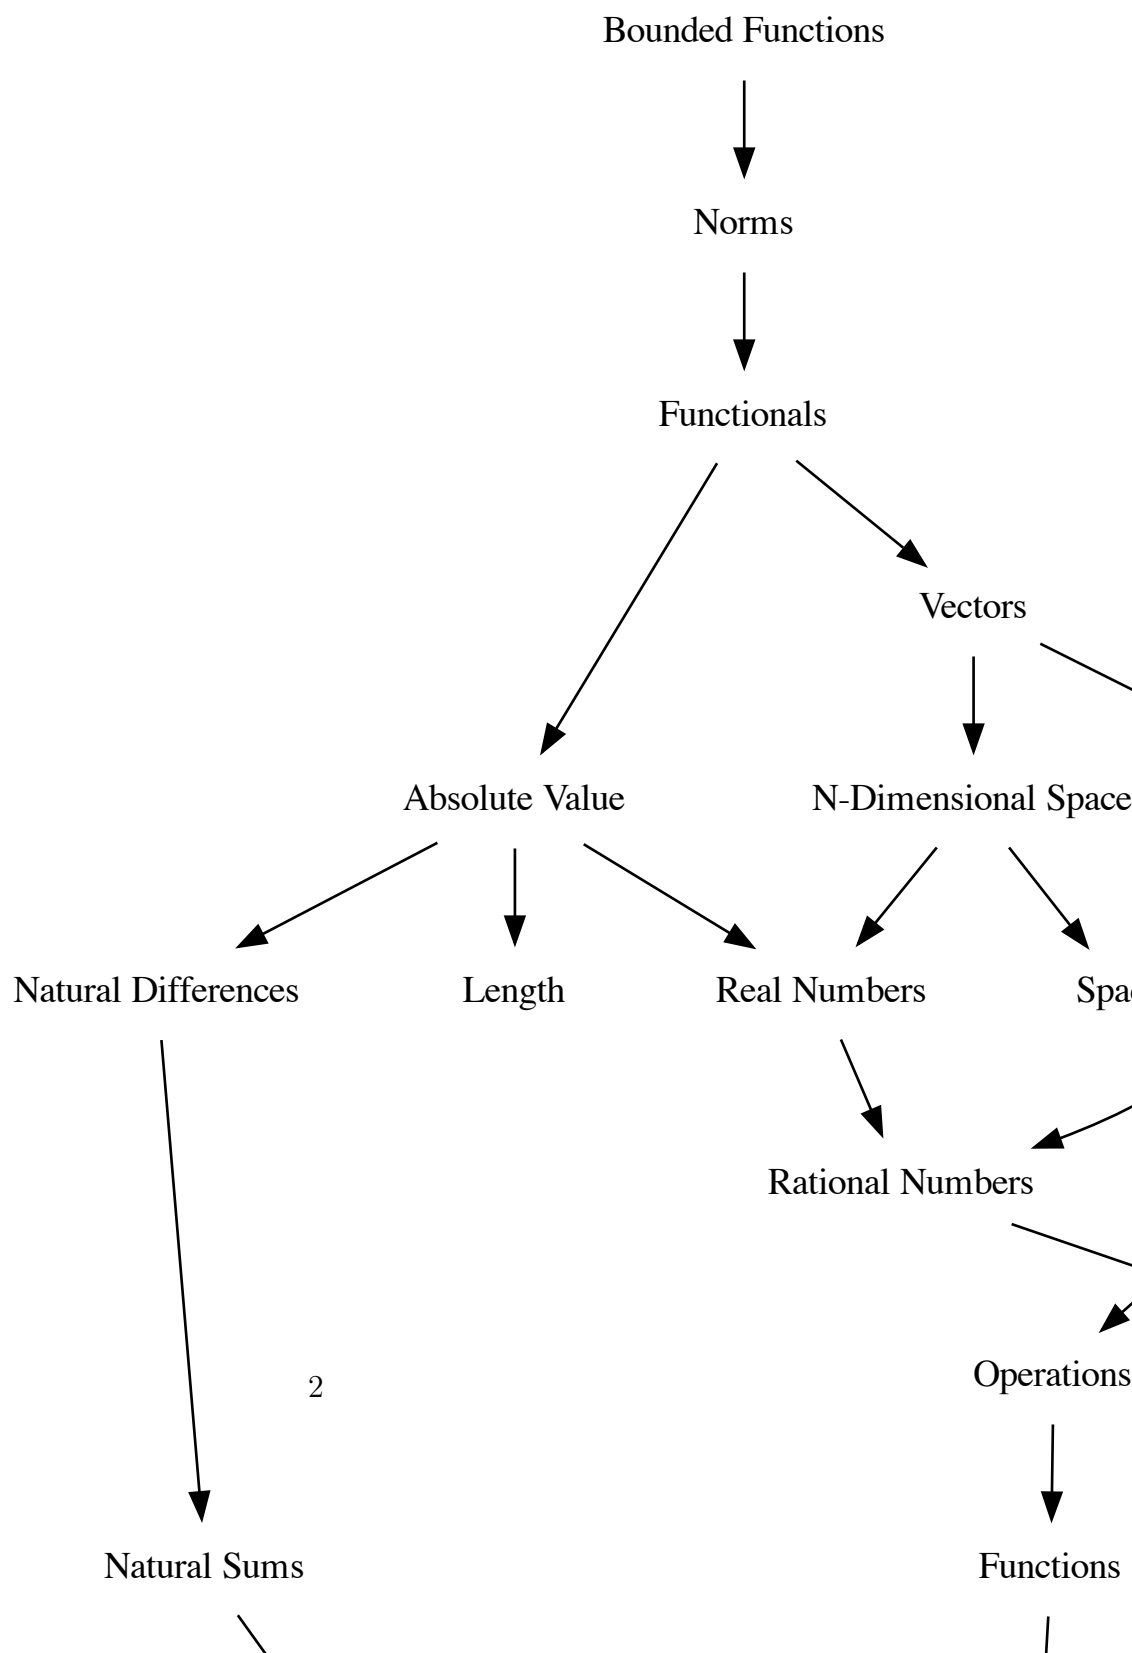 Bounded Functions
Norms
Functionals
Vectors
Absolute Value
N-Dimensional Space
Natural Differences
Length
Real Numbers
Rational Numbers
Operations
2
Natural Sums
Functions